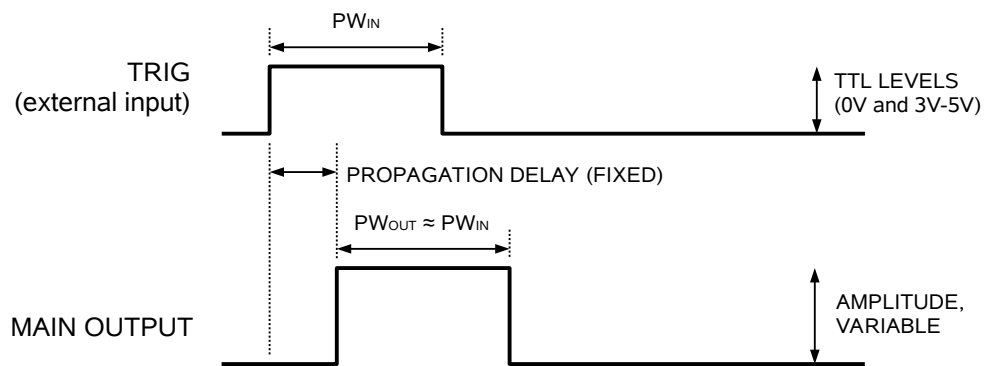 PWIN
TRIG
(external input)
TTL LEVELS
(0V and 3V-5V)
PROPAGATION DELAY (FIXED)
PWOUT ≈ PWIN
MAIN OUTPUT
AMPLITUDE,
VARIABLE